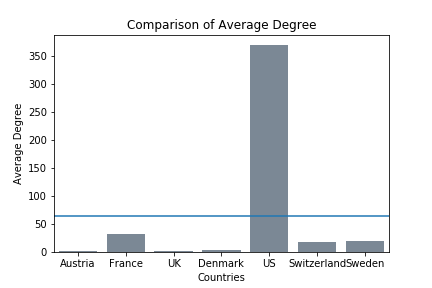 Comparison of Average Degree
350
300
250
200
150
100
50
0
Average Degree
Austria France UK Denmark US Switzerland Sweden
Countries